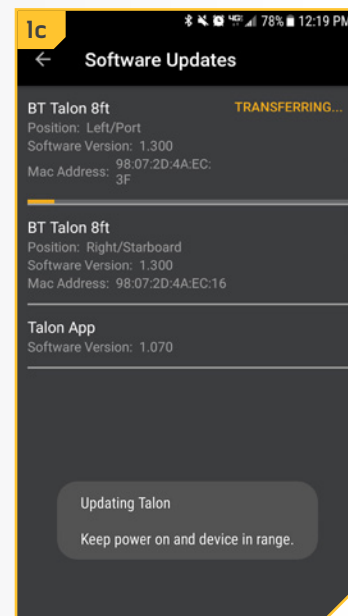 1c
78% 12:19 PM
Software Updates
BT Talon 8ft TRANSFERRING...
Position: Left/Port
Software Version: 1.300
Mac Address: 98:07:2D:4A:EC:
3F
BT Talon 8ft
Position: Right/Starboard
Software Version: 1.300
Mac Address: 98:07:2D:4A:EC:16
Talon App
Software Version: 1.070
Updating Talon
Keep power on and device in range.